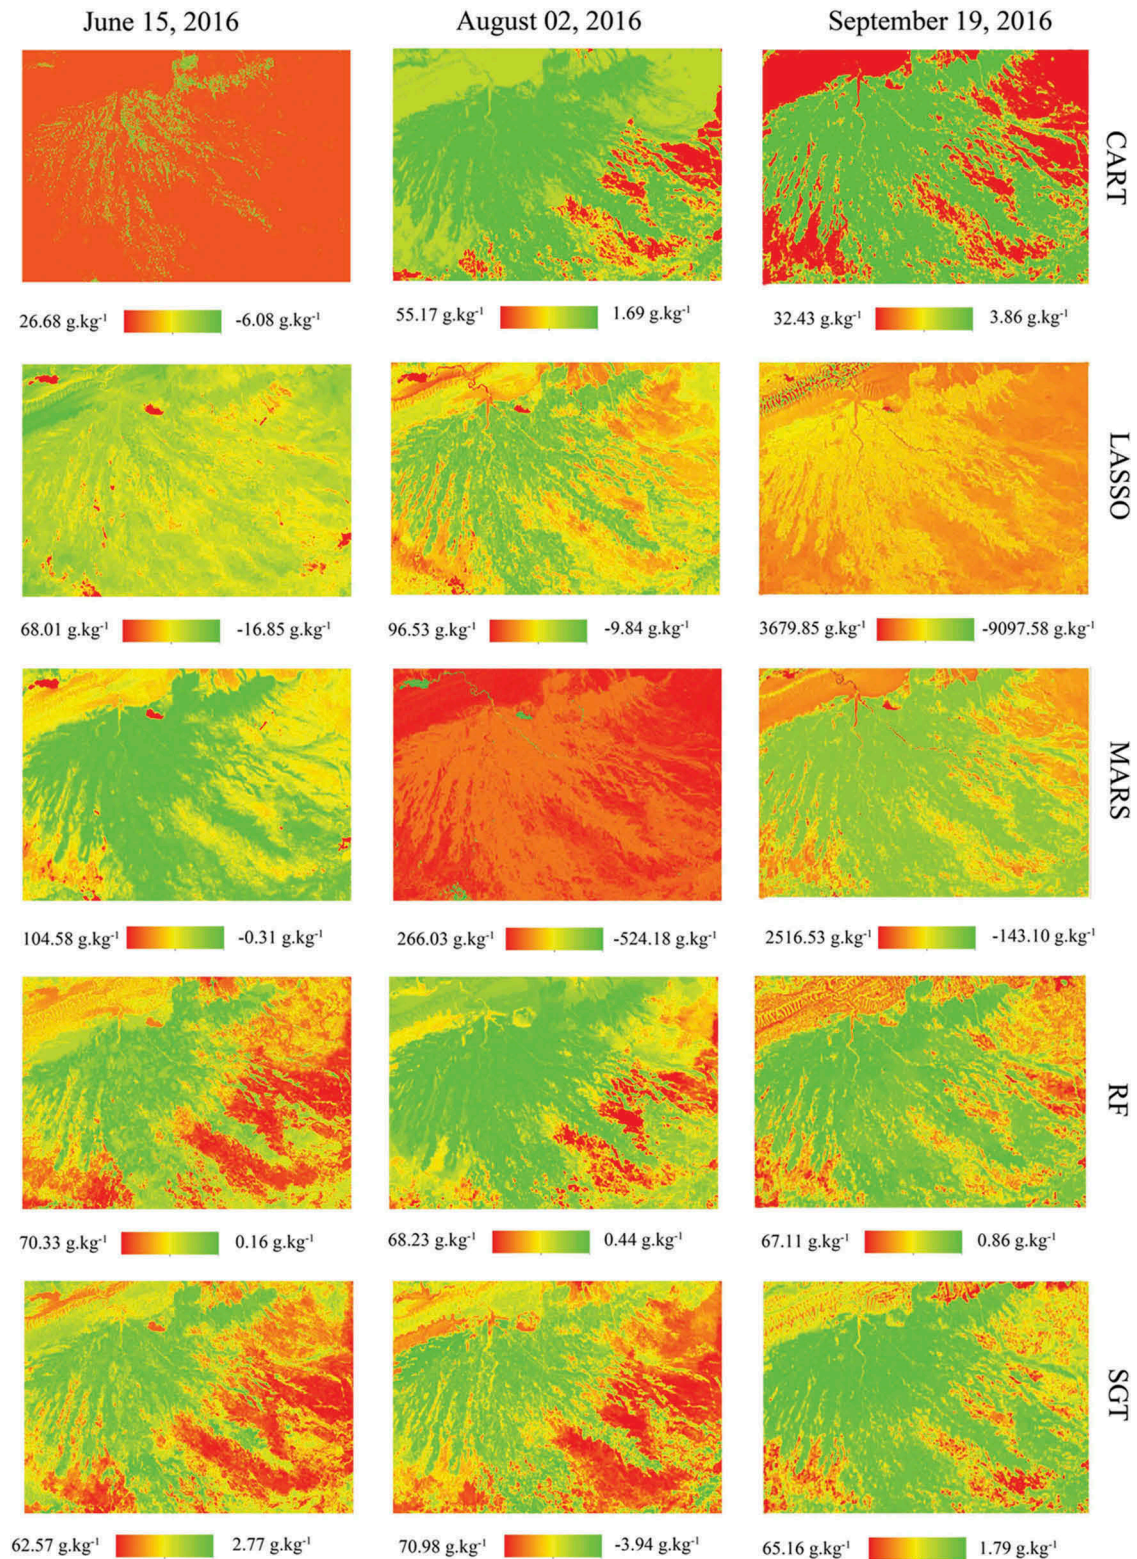 June 15, 2016 August 02, 2016 September 19, 2016
CART
26.68 g.kg⁻¹ -6.08 g.kg⁻¹ 55.17 g.kg⁻¹ 1.69 g.kg⁻¹ 32.43 g.kg⁻¹ 3.86 g.kg⁻¹
LASSO
68.01 g.kg⁻¹ -16.85 g.kg⁻¹ 96.53 g.kg⁻¹ -9.84 g.kg⁻¹ 3679.85 g.kg⁻¹ -9097.58 g.kg⁻¹
MARS
104.58 g.kg⁻¹ -0.31 g.kg⁻¹ 266.03 g.kg⁻¹ -524.18 g.kg⁻¹ 2516.53 g.kg⁻¹ -143.10 g.kg⁻¹
RF
70.33 g.kg⁻¹ 0.16 g.kg⁻¹ 68.23 g.kg⁻¹ 0.44 g.kg⁻¹ 67.11 g.kg⁻¹ 0.86 g.kg⁻¹
SGT
62.57 g.kg⁻¹ 2.77 g.kg⁻¹ 70.98 g.kg⁻¹ -3.94 g.kg⁻¹ 65.16 g.kg⁻¹ 1.79 g.kg⁻¹